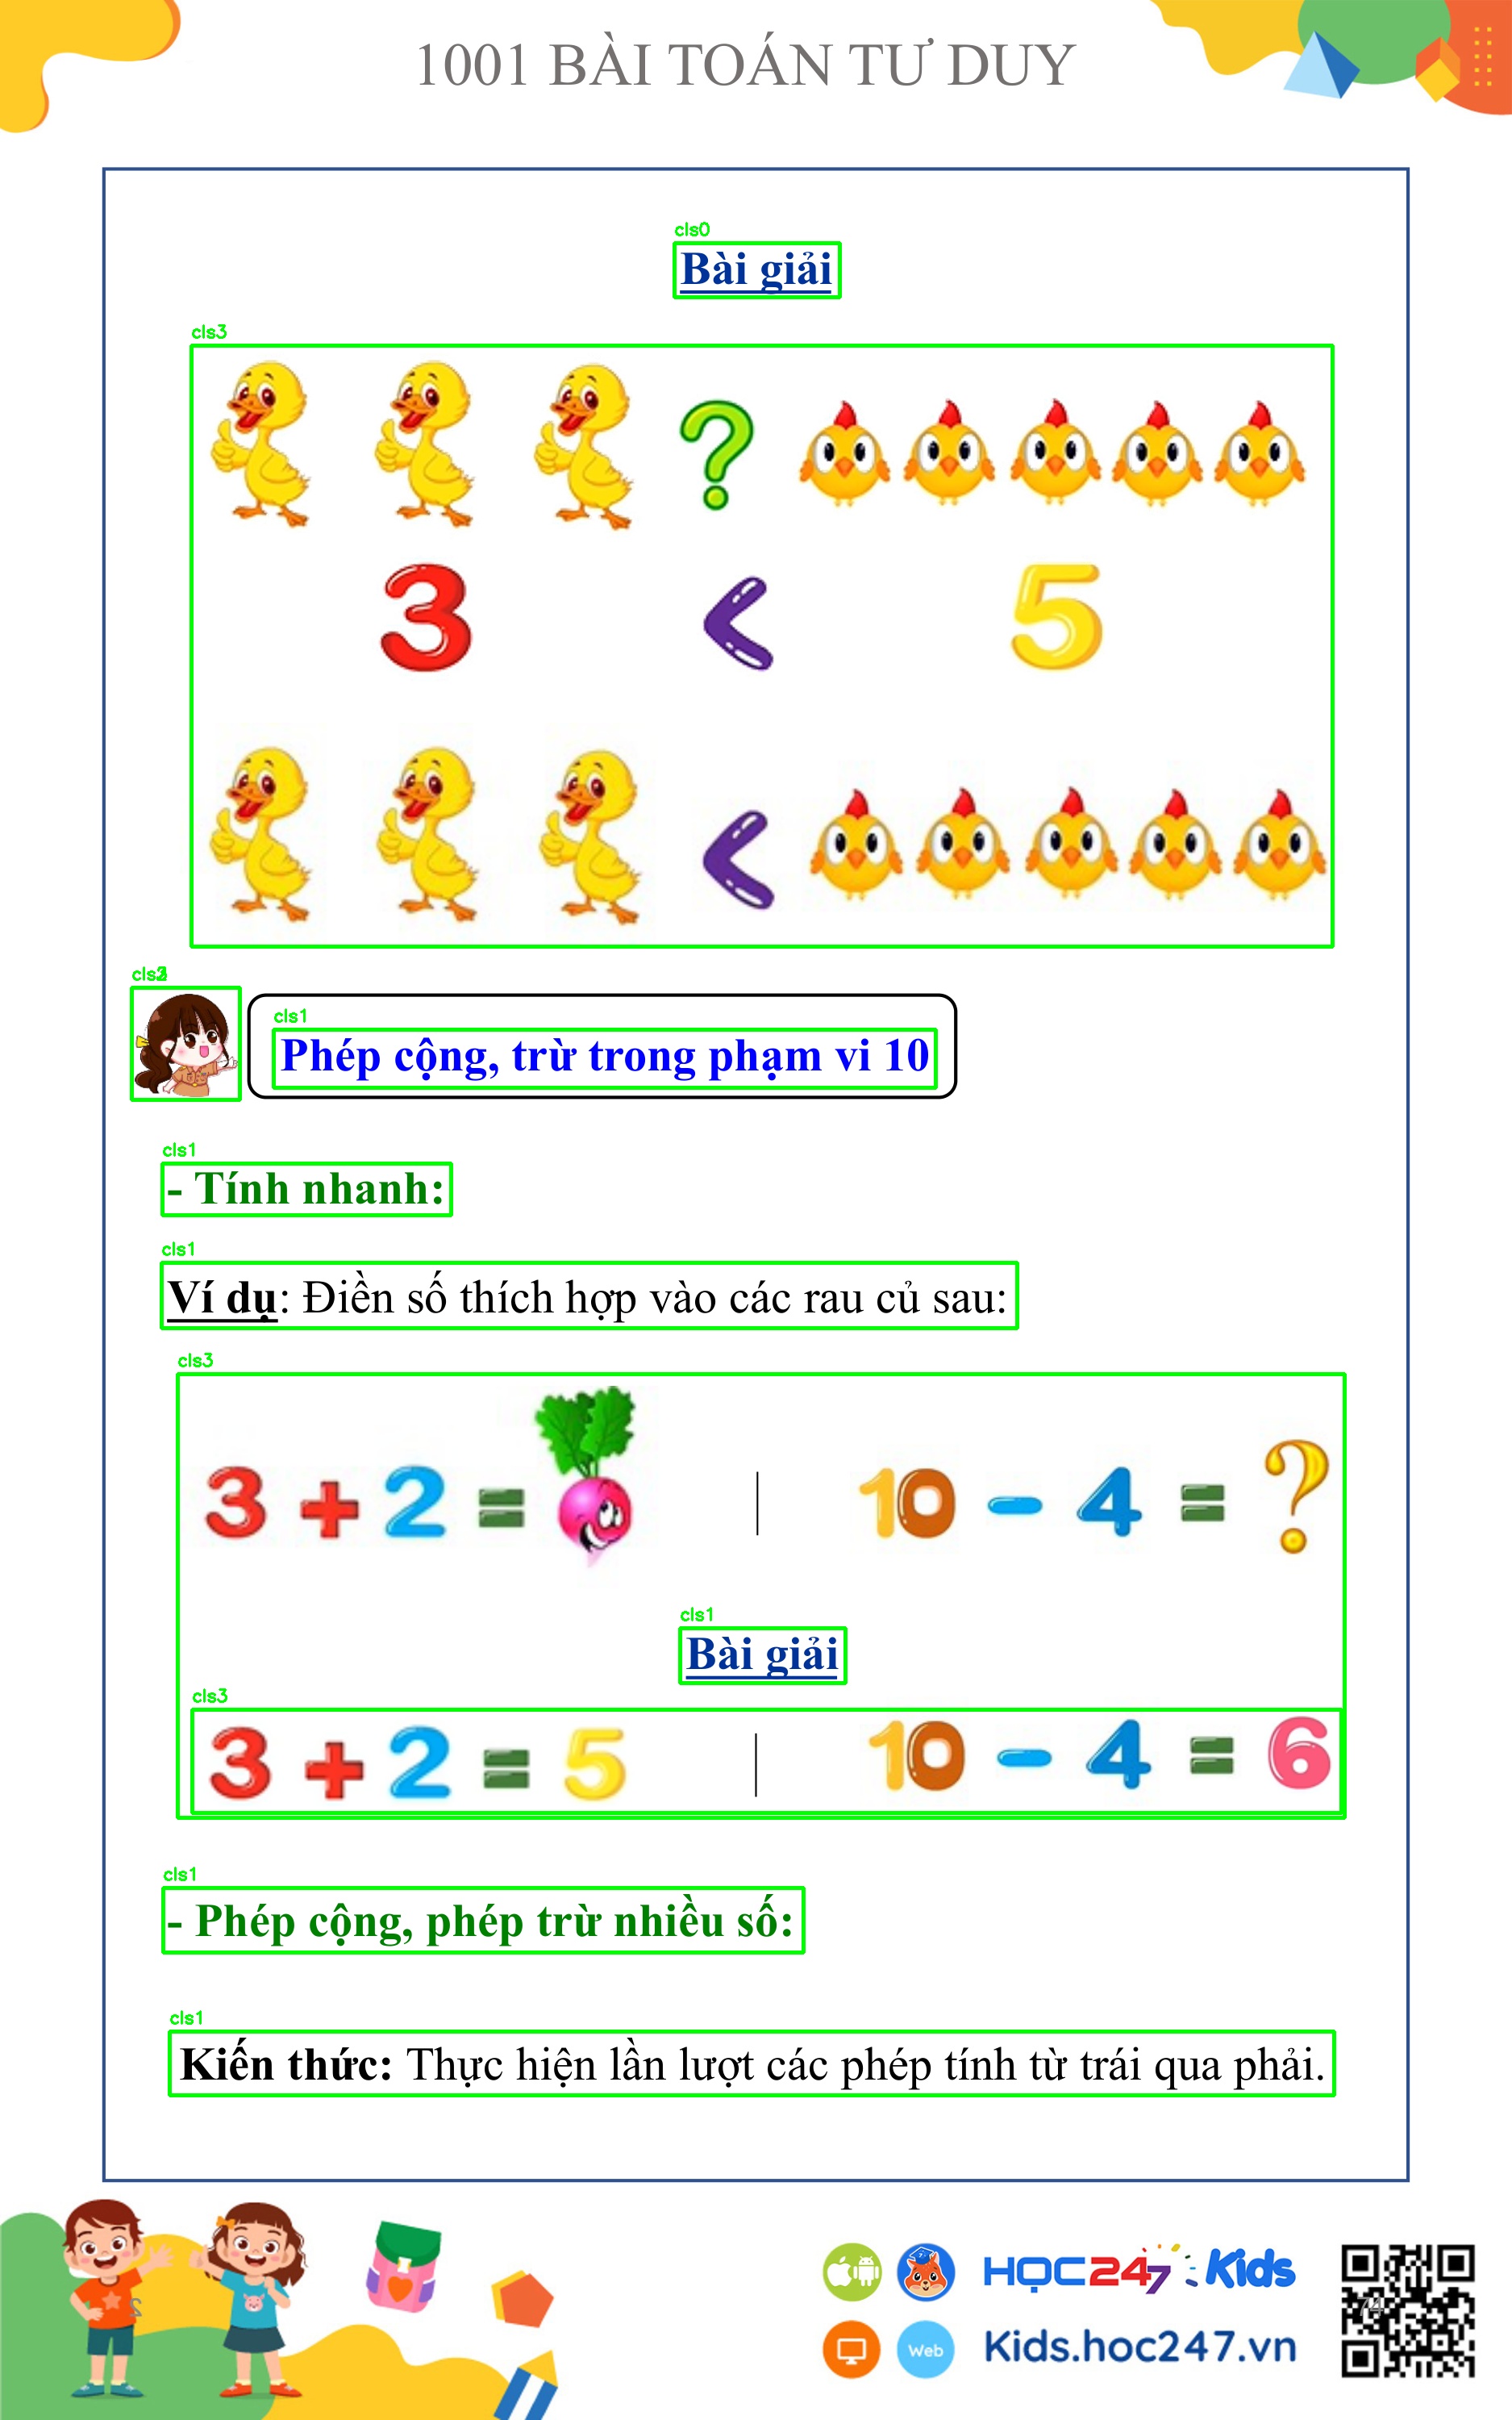 1001 BÀI TOÁN TƯ DUY
cls0
Bài giải
cls3
?
3 < 5
<
cls1
Phép cộng, trừ trong phạm vi 10
cls1
- Tính nhanh:
cls1
Ví dụ: Điền số thích hợp vào các rau củ sau:
cls3
3 + 2 = | 10 - 4 = ?
cls1
Bài giải
cls3
3 + 2 = 5 | 10 - 4 = 6
cls1
- Phép cộng, phép trừ nhiều số:
cls1
Kiến thức: Thực hiện lần lượt các phép tính từ trái qua phải.
HỌC247 Kids
74
Web
Kids.hoc247.vn